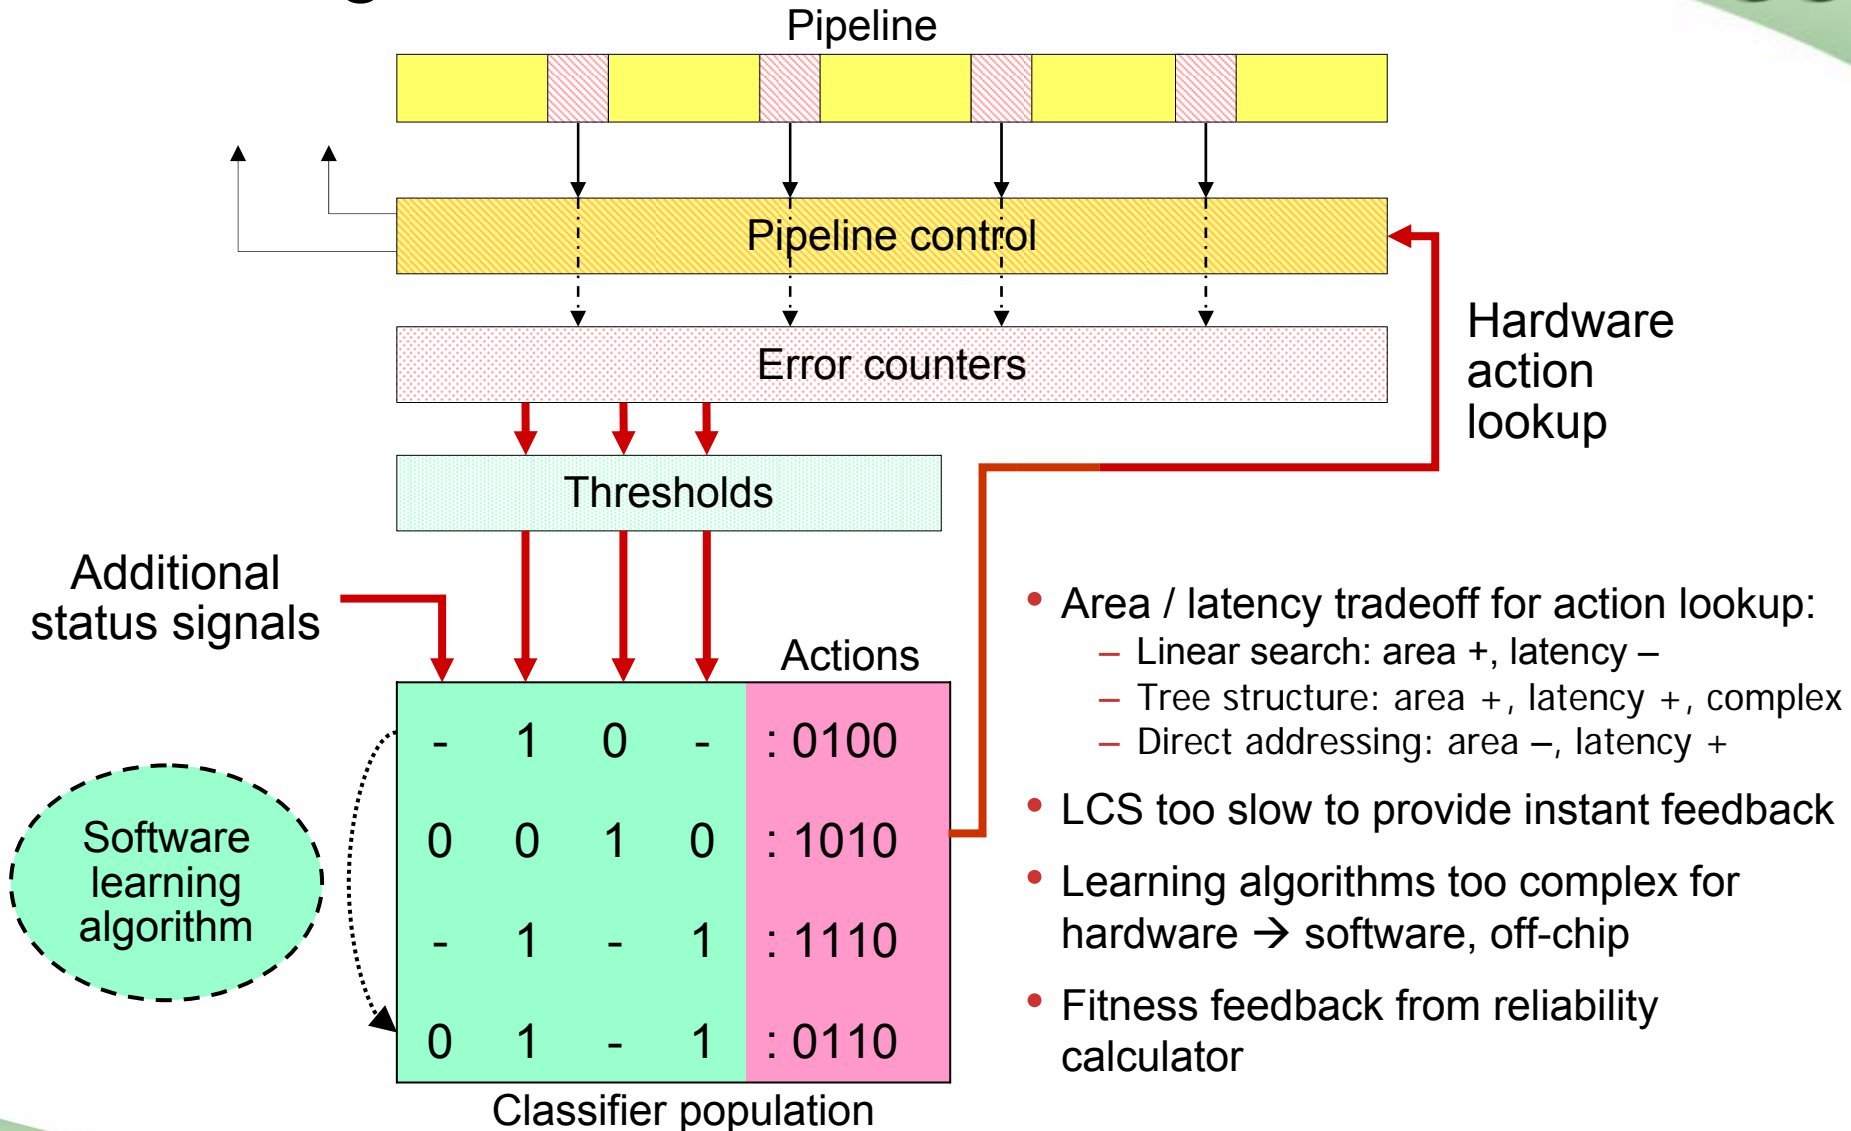 Pipeline
Pipeline control
Error counters
Hardware
action
lookup
Thresholds
Additional
status signals
Actions
- 1 0 - : 0100
0 0 1 0 : 1010
- 1 - 1 : 1110
0 1 - 1 : 0110
Classifier population
Software
learning
algorithm
• Area / latency tradeoff for action lookup:
– Linear search: area +, latency –
– Tree structure: area +, latency +, complex
– Direct addressing: area –, latency +
• LCS too slow to provide instant feedback
• Learning algorithms too complex for
hardware → software, off-chip
• Fitness feedback from reliability
calculator